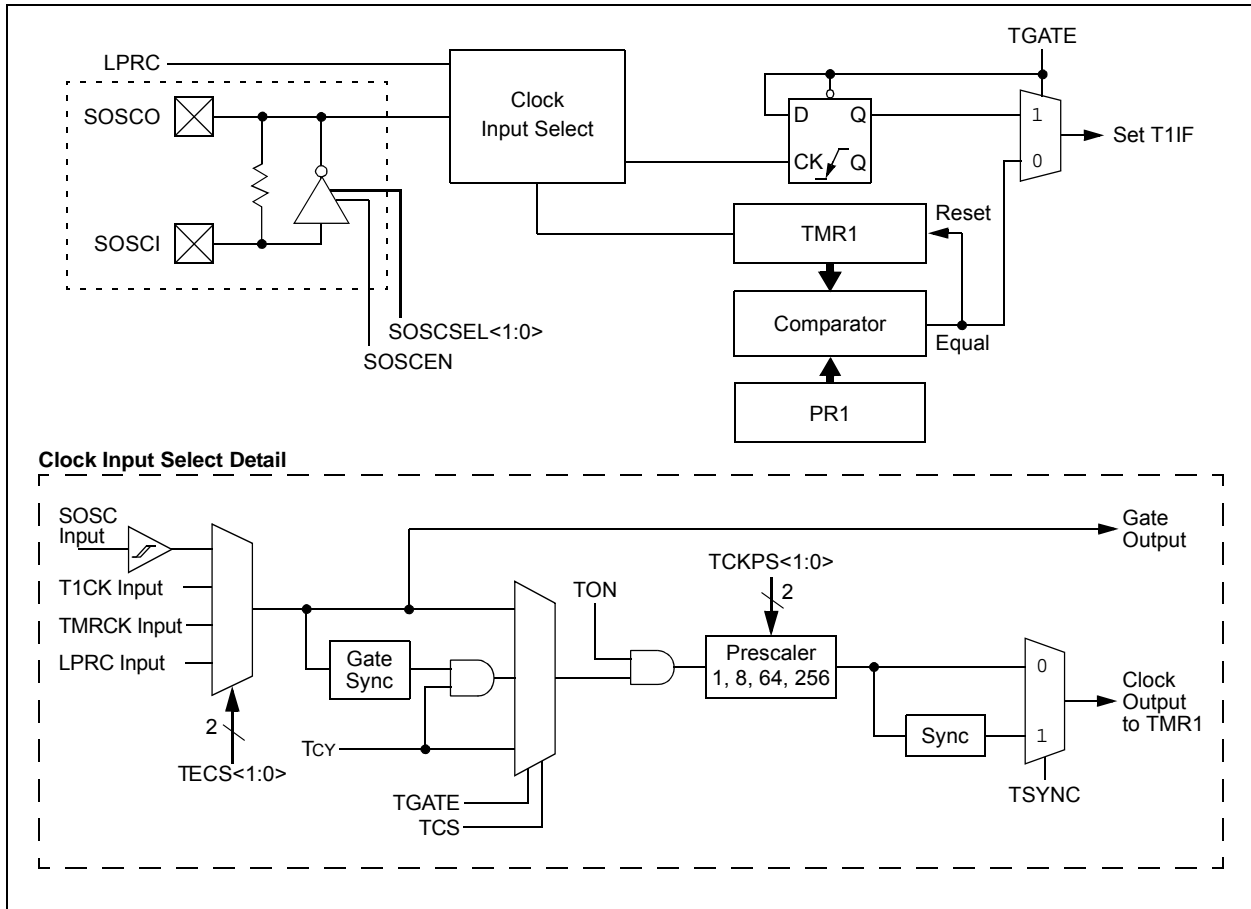 TGATE
LPRC
SOSCO
Clock
Input Select
D Q
CK Q
1
0
Set T1IF
SOSCI
Reset
TMR1
SOSCSEL<1:0>
SOSCEN
Comparator
Equal
PR1
Clock Input Select Detail
SOSC
Input
T1CK Input
TMRCK Input
LPRC Input
2
TECS<1:0>
Gate
Sync
TCY
TGATE
TCS
TON
TCKPS<1:0>
2
Prescaler
1, 8, 64, 256
Sync
0
1
TSYNC
Gate
Output
Clock
Output
to TMR1